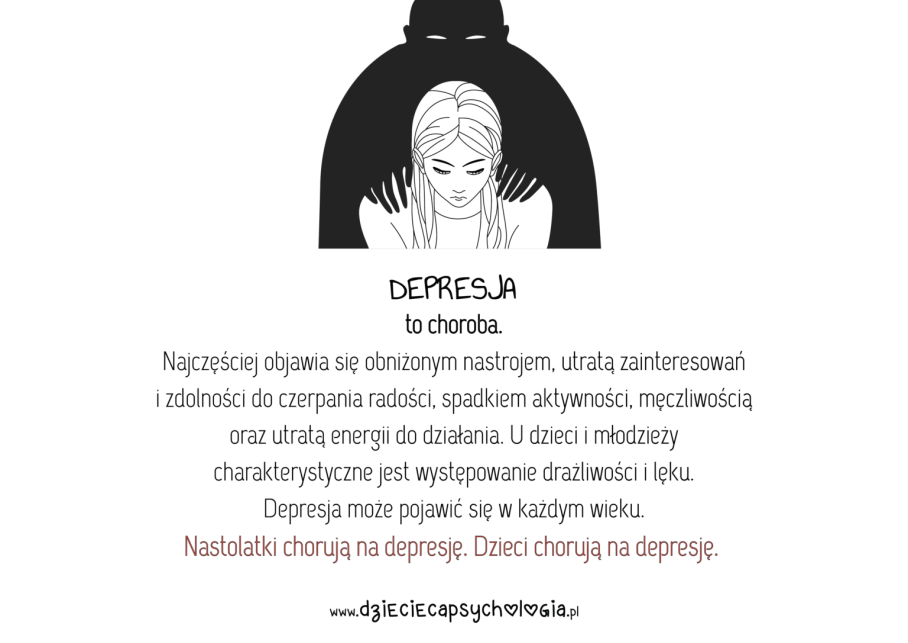 DEPRESJA
to choroba.
Najczęściej objawia się obniżonym nastrojem, utratą zainteresowań
i zdolności do czerpania radości, spadkiem aktywności, męczliwością
oraz utratą energii do działania. U dzieci i młodzieży
charakterystyczne jest występowanie drażliwości i lęku.
Depresja może pojawić się w każdym wieku.
Nastolatki chorują na depresję. Dzieci chorują na depresję.
www.dzieciecapsychologia.pl